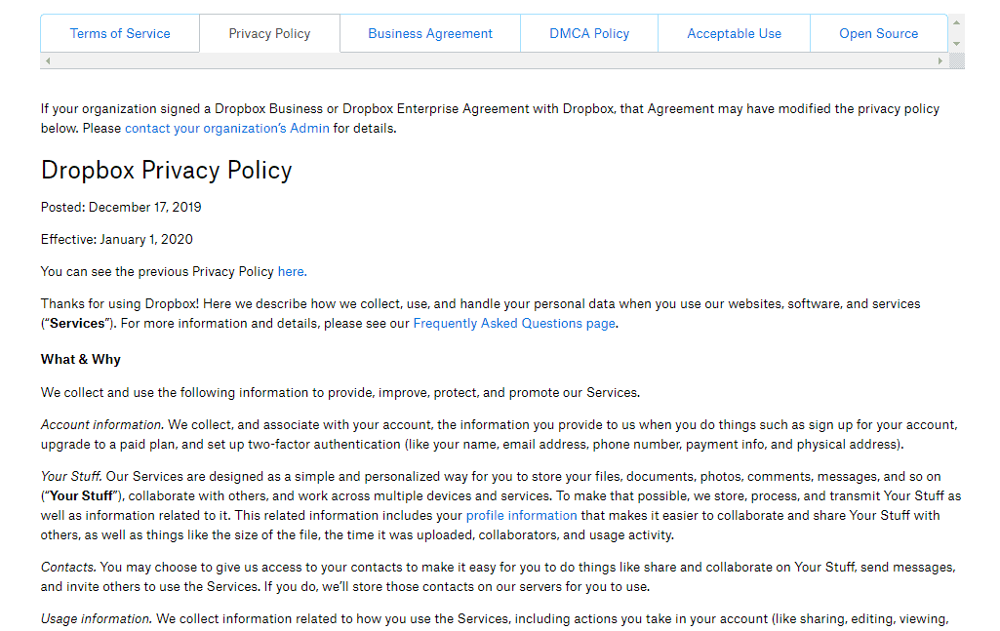 Terms of Service Privacy Policy Business Agreement DMCA Policy Acceptable Use Open Source
If your organization signed a Dropbox Business or Dropbox Enterprise Agreement with Dropbox, that Agreement may have modified the privacy policy
below. Please contact your organization’s Admin for details.
Dropbox Privacy Policy
Posted: December 17, 2019
Effective: January 1, 2020
You can see the previous Privacy Policy here.
Thanks for using Dropbox! Here we describe how we collect, use, and handle your personal data when you use our websites, software, and services
(“Services”). For more information and details, please see our Frequently Asked Questions page.
What & Why
We collect and use the following information to provide, improve, protect, and promote our Services.
Account information. We collect, and associate with your account, the information you provide to us when you do things such as sign up for your account,
upgrade to a paid plan, and set up two-factor authentication (like your name, email address, phone number, payment info, and physical address).
Your Stuff. Our Services are designed as a simple and personalized way for you to store your files, documents, photos, comments, messages, and so on
(“Your Stuff”), collaborate with others, and work across multiple devices and services. To make that possible, we store, process, and transmit Your Stuff as
well as information related to it. This related information includes your profile information that makes it easier to collaborate and share Your Stuff with
others, as well as things like the size of the file, the time it was uploaded, collaborators, and usage activity.
Contacts. You may choose to give us access to your contacts to make it easy for you to do things like share and collaborate on Your Stuff, send messages,
and invite others to use the Services. If you do, we’ll store those contacts on our servers for you to use.
Usage information. We collect information related to how you use the Services, including actions you take in your account (like sharing, editing, viewing,